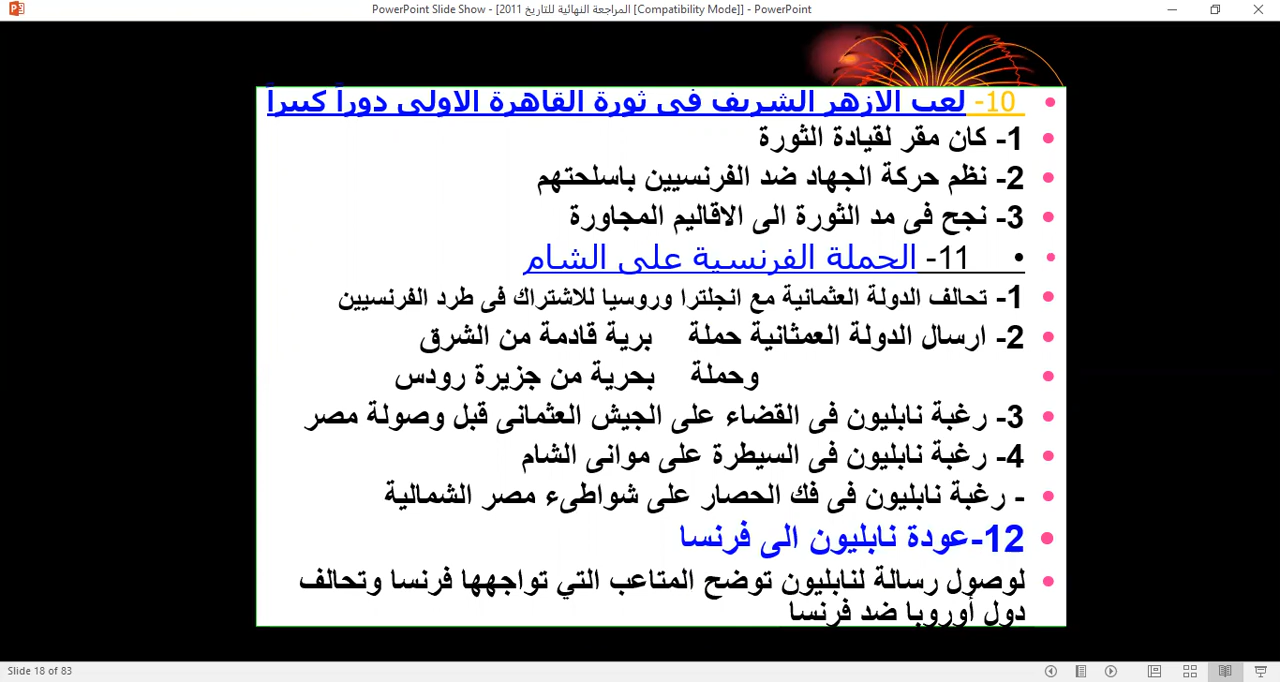 PowerPoint Slide Show - [المراجعة النهائية للتاريخ 2011 [Compatibility Mode]] - PowerPoint
10- لعب الازهر الشريف فى ثورة القاهرة الاولى دوراً كبيراً
1- كان مقر لقيادة الثورة
2- نظم حركة الجهاد ضد الفرنسيين باسلحتهم
3- نجح فى مد الثورة الى الاقاليم المجاورة
11- الحملة الفرنسية على الشام
1- تحالف الدولة العثمانية مع انجلترا وروسيا للاشتراك فى طرد الفرنسيين
2- ارسال الدولة العمثانية حملة برية قادمة من الشرق
وحملة بحرية من جزيرة رودس
3- رغبة نابليون فى القضاء على الجيش العثمانى قبل وصولة مصر
4- رغبة نابليون فى السيطرة على موانى الشام
- رغبة نابليون فى فك الحصار على شواطىء مصر الشمالية
12-عودة نابليون الى فرنسا
لوصول رسالة لنابليون توضح المتاعب التي تواجهها فرنسا وتحالف
دول أوروبا ضد فرنسا
Slide 18 of 83